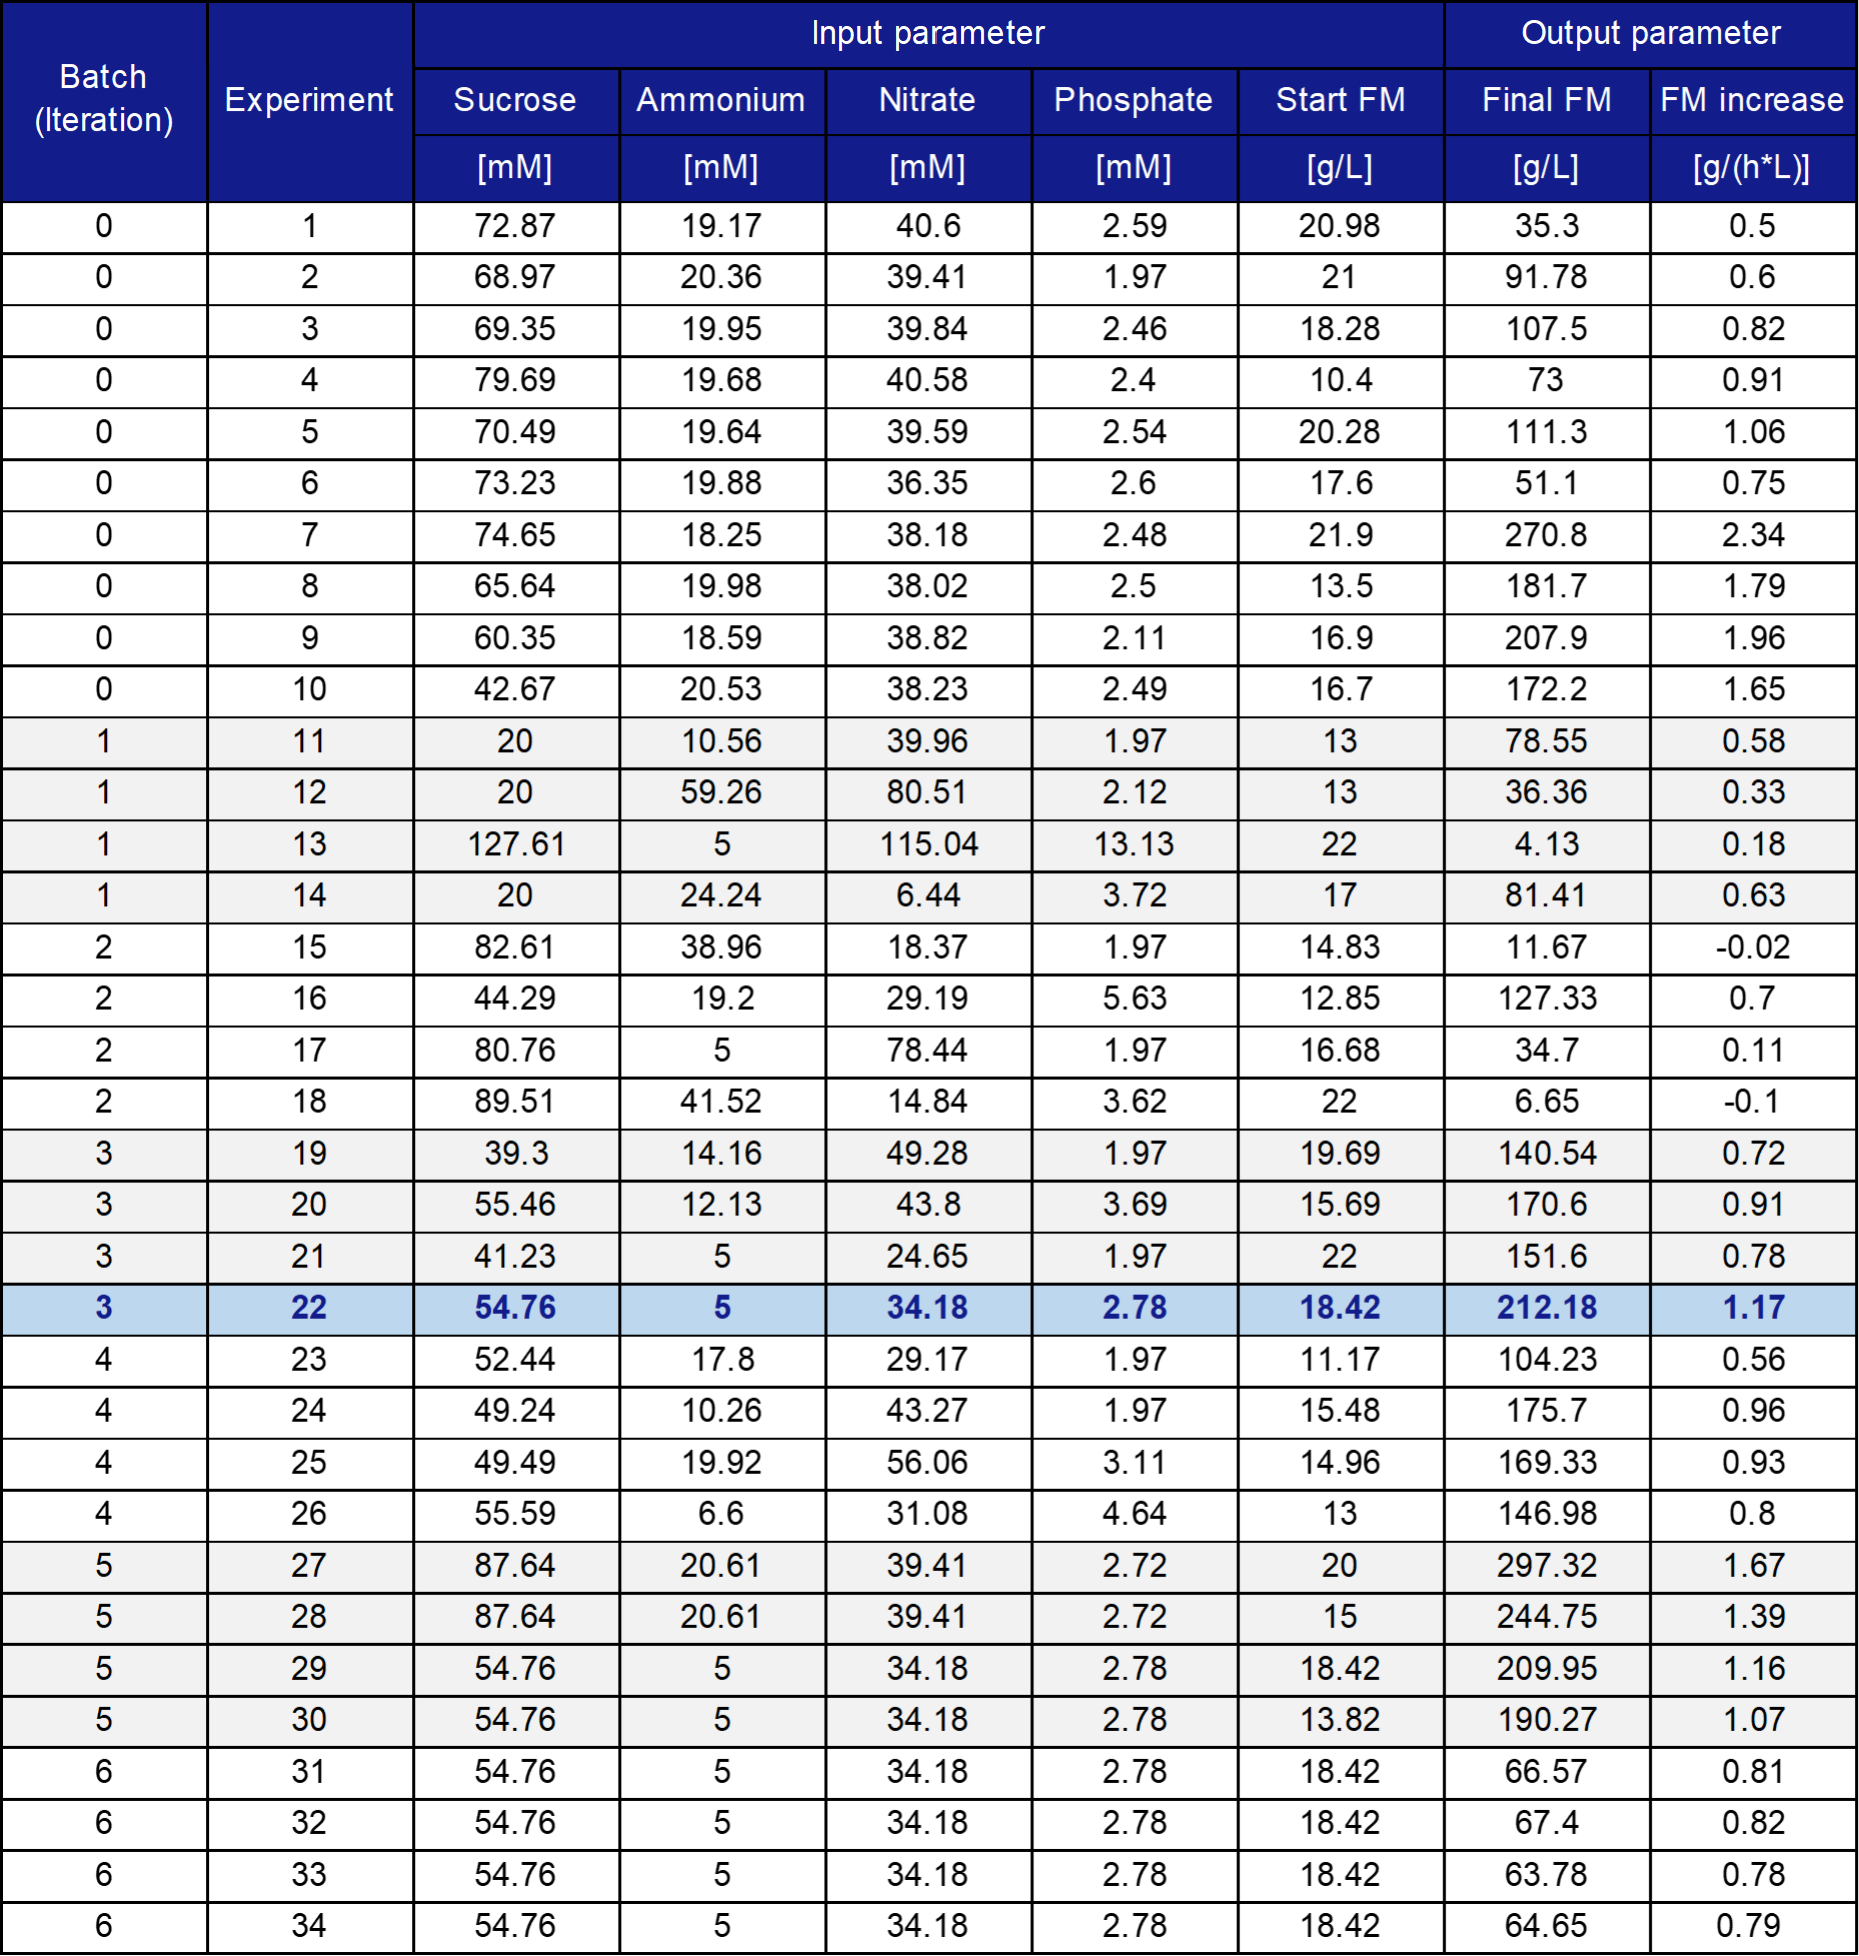 Batch (Iteration) Experiment Input parameter Output parameter
Sucrose Ammonium Nitrate Phosphate Start FM Final FM FM increase
[mM] [mM] [mM] [mM] [g/L] [g/L] [g/(h*L)]
0 1 72.87 19.17 40.6 2.59 20.98 35.3 0.5
0 2 68.97 20.36 39.41 1.97 21 91.78 0.6
0 3 69.35 19.95 39.84 2.46 18.28 107.5 0.82
0 4 79.69 19.68 40.58 2.4 10.4 73 0.91
0 5 70.49 19.64 39.59 2.54 20.28 111.3 1.06
0 6 73.23 19.88 36.35 2.6 17.6 51.1 0.75
0 7 74.65 18.25 38.18 2.48 21.9 270.8 2.34
0 8 65.64 19.98 38.02 2.5 13.5 181.7 1.79
0 9 60.35 18.59 38.82 2.11 16.9 207.9 1.96
0 10 42.67 20.53 38.23 2.49 16.7 172.2 1.65
1 11 20 10.56 39.96 1.97 13 78.55 0.58
1 12 20 59.26 80.51 2.12 13 36.36 0.33
1 13 127.61 5 115.04 13.13 22 4.13 0.18
1 14 20 24.24 6.44 3.72 17 81.41 0.63
2 15 82.61 38.96 18.37 1.97 14.83 11.67 -0.02
2 16 44.29 19.2 29.19 5.63 12.85 127.33 0.7
2 17 80.76 5 78.44 1.97 16.68 34.7 0.11
2 18 89.51 41.52 14.84 3.62 22 6.65 -0.1
3 19 39.3 14.16 49.28 1.97 19.69 140.54 0.72
3 20 55.46 12.13 43.8 3.69 15.69 170.6 0.91
3 21 41.23 5 24.65 1.97 22 151.6 0.78
3 22 54.76 5 34.18 2.78 18.42 212.18 1.17
4 23 52.44 17.8 29.17 1.97 11.17 104.23 0.56
4 24 49.24 10.26 43.27 1.97 15.48 175.7 0.96
4 25 49.49 19.92 56.06 3.11 14.96 169.33 0.93
4 26 55.59 6.6 31.08 4.64 13 146.98 0.8
5 27 87.64 20.61 39.41 2.72 20 297.32 1.67
5 28 87.64 20.61 39.41 2.72 15 244.75 1.39
5 29 54.76 5 34.18 2.78 18.42 209.95 1.16
5 30 54.76 5 34.18 2.78 13.82 190.27 1.07
6 31 54.76 5 34.18 2.78 18.42 66.57 0.81
6 32 54.76 5 34.18 2.78 18.42 67.4 0.82
6 33 54.76 5 34.18 2.78 18.42 63.78 0.78
6 34 54.76 5 34.18 2.78 18.42 64.65 0.79